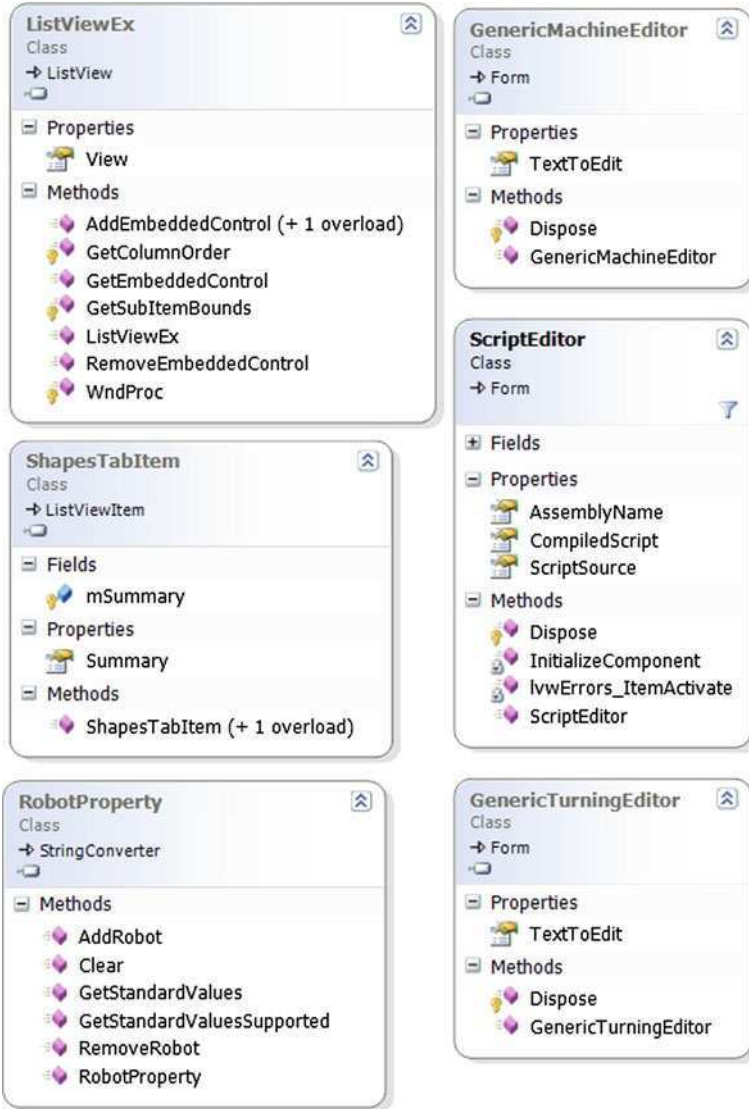 ListViewEx
Class
ListView
Properties
View
Methods
AddEmbeddedControl (+ 1 overload)
GetColumnOrder
GetEmbeddedControl
GetSubItemBounds
ListViewEx
RemoveEmbeddedControl
WndProc
ShapesTabItem
Class
ListViewItem
Fields
mSummary
Properties
Summary
Methods
ShapesTabItem (+ 1 overload)
RobotProperty
Class
StringConverter
Methods
AddRobot
Clear
GetStandardValues
GetStandardValuesSupported
RemoveRobot
RobotProperty
GenericMachineEditor
Class
Form
Properties
TextToEdit
Methods
Dispose
GenericMachineEditor
ScriptEditor
Class
Form
Fields
Properties
AssemblyName
CompiledScript
ScriptSource
Methods
Dispose
InitializeComponent
lvwErrors_ItemActivate
ScriptEditor
GenericTurningEditor
Class
Form
Properties
TextToEdit
Methods
Dispose
GenericTurningEditor